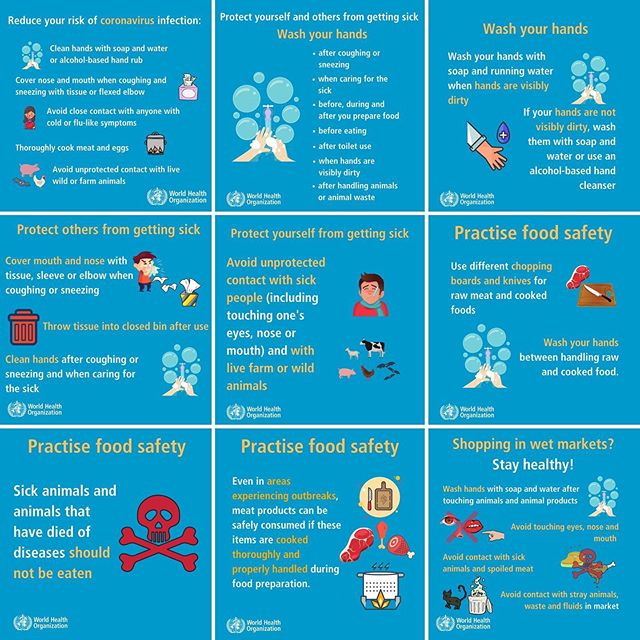 Reduce your risk of coronavirus infection:
Clean hands with soap and water
or alcohol-based hand rub
Cover nose and mouth when coughing and
sneezing with tissue or flexed elbow
Avoid close contact with anyone with
cold or flu-like symptoms
Thoroughly cook meat and eggs
Avoid unprotected contact with live
wild or farm animals
World Health
Organization
Protect yourself and others from getting sick
Wash your hands
• after coughing or
sneezing
• when caring for the
sick
• before, during and
after you prepare food
• before eating
• after toilet use
• when hands are
visibly dirty
• after handling animals
or animal waste
World Health
Organization
Wash your hands
Wash your hands with
soap and running water
when hands are visibly
dirty
If your hands are not
visibly dirty, wash
them with soap and
water or use an
alcohol-based hand
cleanser
World Health
Organization
Protect others from getting sick
Cover mouth and nose with
tissue, sleeve or elbow when
coughing or sneezing
Throw tissue into closed bin after use
Clean hands after coughing or
sneezing and when caring for
the sick
World Health
Organization
Protect yourself from getting sick
Avoid unprotected
contact with sick
people (including
touching one's
eyes, nose or
mouth) and with
live farm or wild
animals
World Health
Organization
Practise food safety
Use different chopping
boards and knives for
raw meat and cooked
foods
Wash your hands
between handling raw
and cooked food.
World Health
Organization
Practise food safety
Sick animals and
animals that
have died of
diseases should
not be eaten
World Health
Organization
Practise food safety
Even in areas
experiencing outbreaks,
meat products can be
safely consumed if these
items are cooked
thoroughly and
properly handled during
food preparation.
World Health
Organization
Shopping in wet markets?
Stay healthy!
Wash hands with soap and water after
touching animals and animal products
Avoid touching eyes, nose and
mouth
Avoid contact with sick
animals and spoiled meat
Avoid contact with stray animals,
waste and fluids in market
World Health
Organization